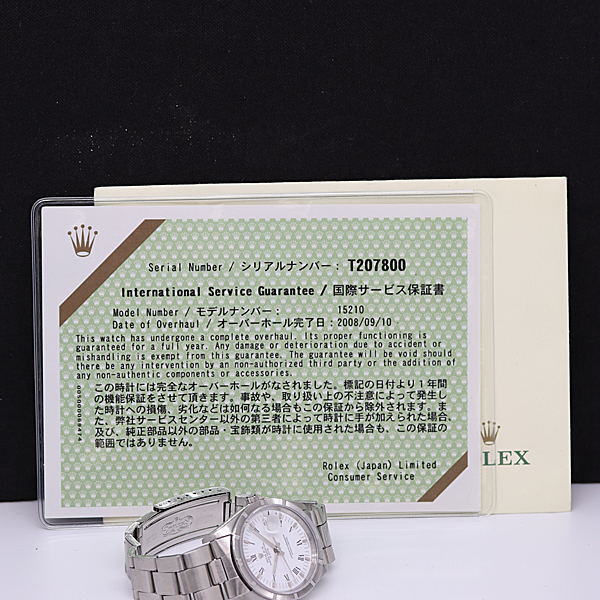 Serial Number / シリアルナンバー: T207800
International Service Guarantee / 国際サービス保証書
Model Number / モデルナンバー: 15210
Date of Overhaul / オーバーホール完了日: 2008/09/10
This watch has undergone a complete overhaul. Its proper functioning is
guaranteed for a full year. Any damage or deterioration due to accident or
mishandling is exempt from this guarantee. The guarantee will be void should
there be any intervention by an non-authorized third party or the addition of
any non-authentic components or accessories.
この時計には完全なオーバーホールがなされました。標記の日付より1年間
の機能保証をさせて頂きます。事故や、取り扱い上の不注意によって発生し
た時計への損傷、劣化などは如何なる場合もこの保証から除外されます。ま
た、弊社サービスセンター以外の第三者によって時計に手が加えられた場合、
及び、純正部品以外の部品・宝飾類が時計に使用された場合も、この保証の
範囲ではありません。
Rolex (Japan) Limited
Consumer Service
OLEX